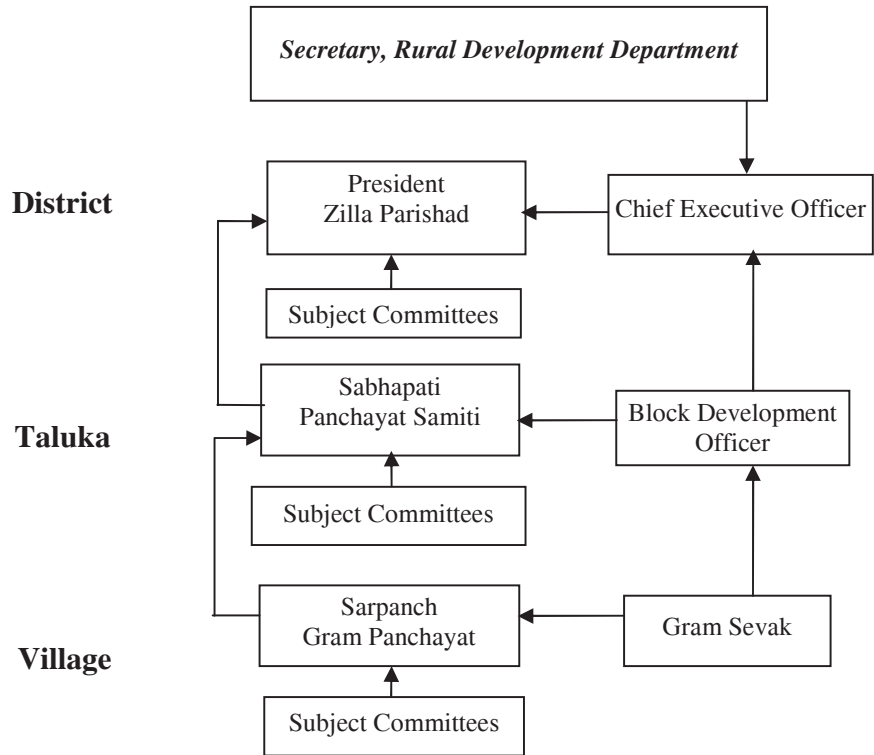 Secretary, Rural Development Department
District
President
Zilla Parishad
Chief Executive Officer
Subject Committees
Taluka
Sabhapati
Panchayat Samiti
Block Development
Officer
Subject Committees
Village
Sarpanch
Gram Panchayat
Gram Sevak
Subject Committees